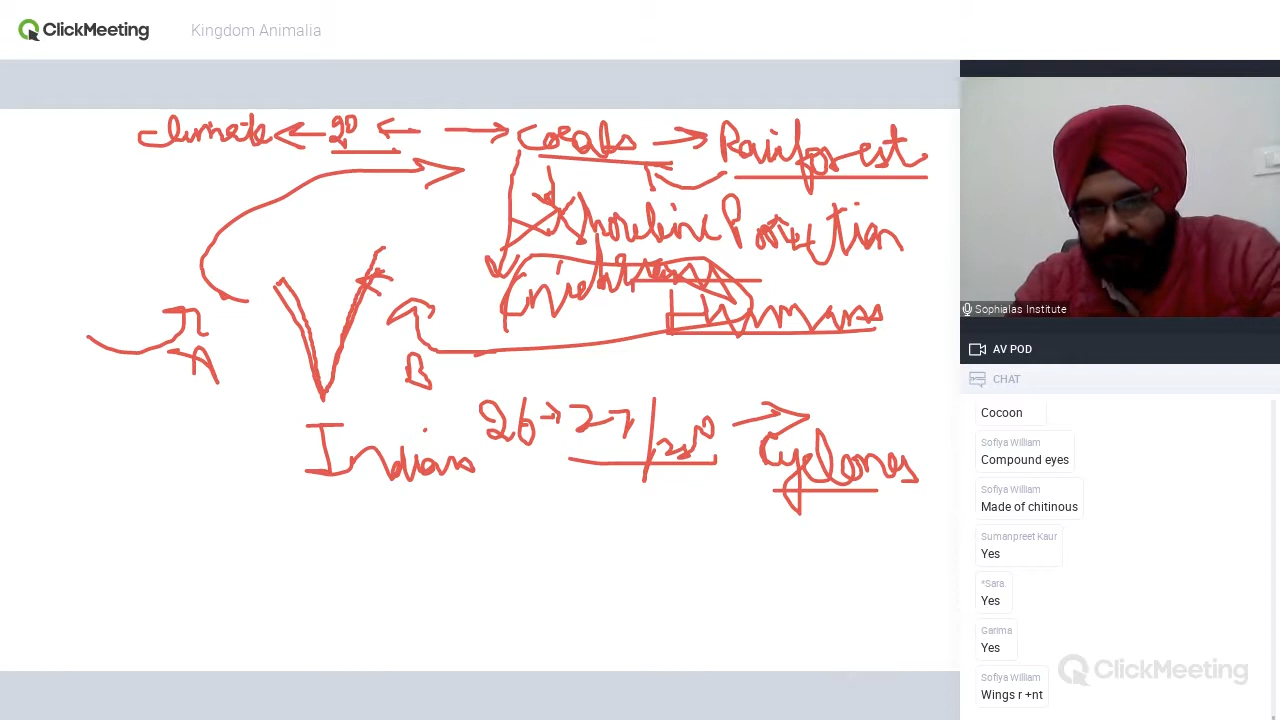 ClickMeeting Kingdom Animalia
climate ← 2° ← → Corals → Rainforest
Shoreline Protection
Cnidarians
Humans
A
B
26 → 27 / 28° → Cyclones
Indian
Sophialas Institute
AV POD
CHAT
Cocoon
Sofiya William
Compound eyes
Sofiya William
Made of chitinous
Sumanpreet Kaur
Yes
*Sara.
Yes
Garima
Yes
Sofiya William
Wings r +nt
ClickMeeting